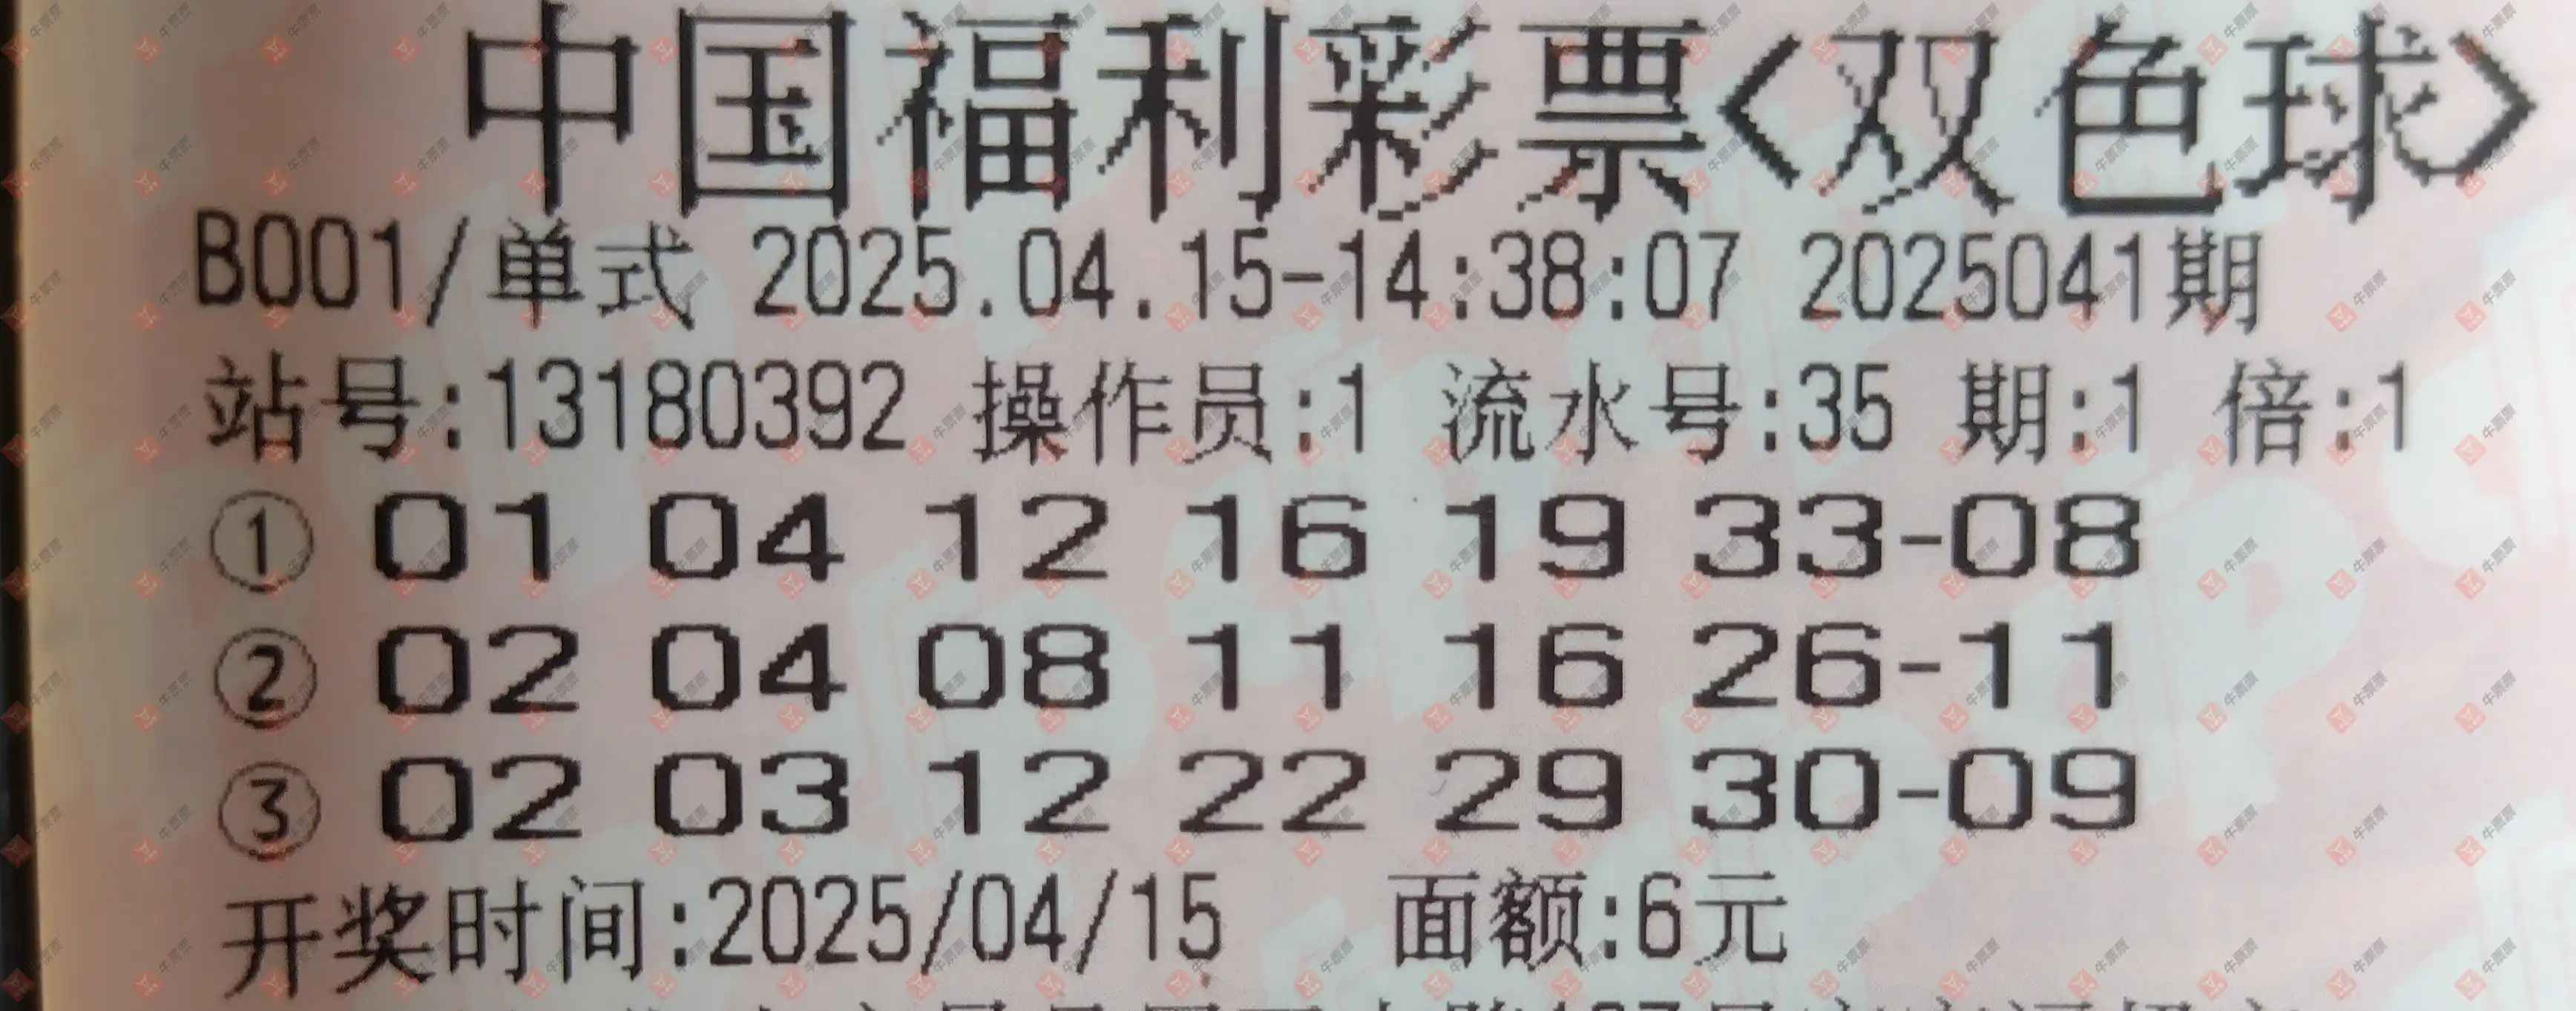 中国福利彩票<双色球>
B001/单式 2025.04.15-14:38:07 2025041期
站号:13180392 操作员:1 流水号:35 期:1 倍:1
① 01 04 12 16 19 33-08
② 02 04 08 11 16 26-11
③ 02 03 12 22 29 30-09
开奖时间:2025/04/15 面额:6元
牛票票